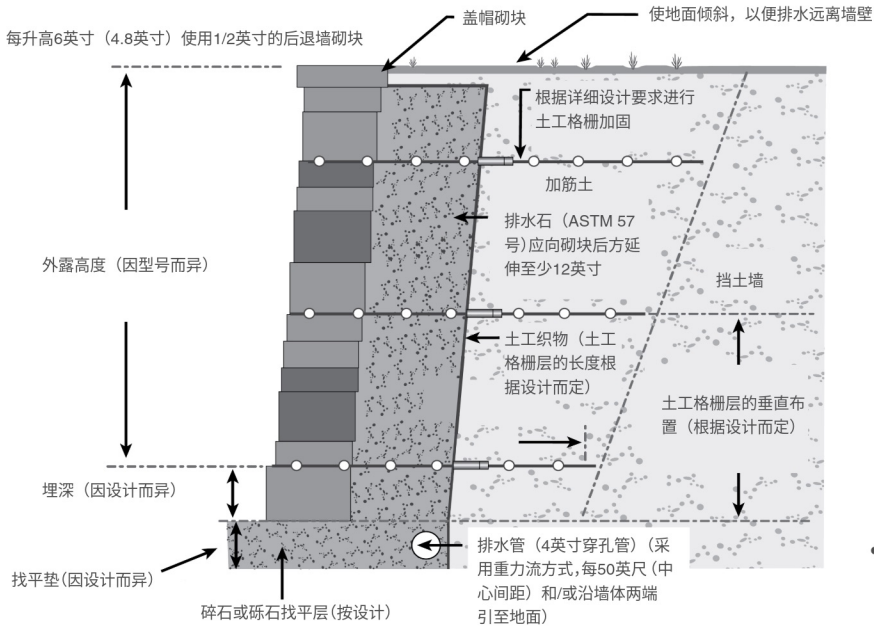 盖帽砌块
使地面倾斜，以便排水远离墙壁
每升高6英寸（4.8英寸）使用1/2英寸的后退墙砌块
根据详细设计要求进行
土工格栅加固
加筋土
排水石（ASTM 57
号）应向砌块后方延
伸至少12英寸
外露高度（因型号而异）
挡土墙
土工织物（土工
格栅层的长度根
据设计而定）
土工格栅层的垂直布
置（根据设计而定）
埋深（因设计而异）
排水管（4英寸穿孔管）（采
用重力流方式，每50英尺（中
心间距）和/或沿墙体两端
引至地面）
找平垫（因设计而异）
碎石或砾石找平层（按设计）